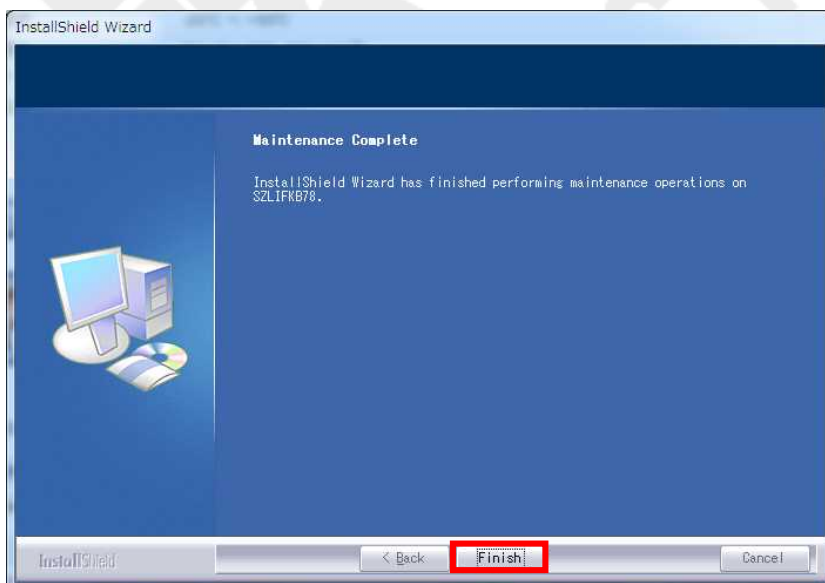 InstallShield Wizard
Maintenance Complete
InstallShield Wizard has finished performing maintenance operations on
SZLIFKB78.
InstallShield
< Back
Finish
Cancel